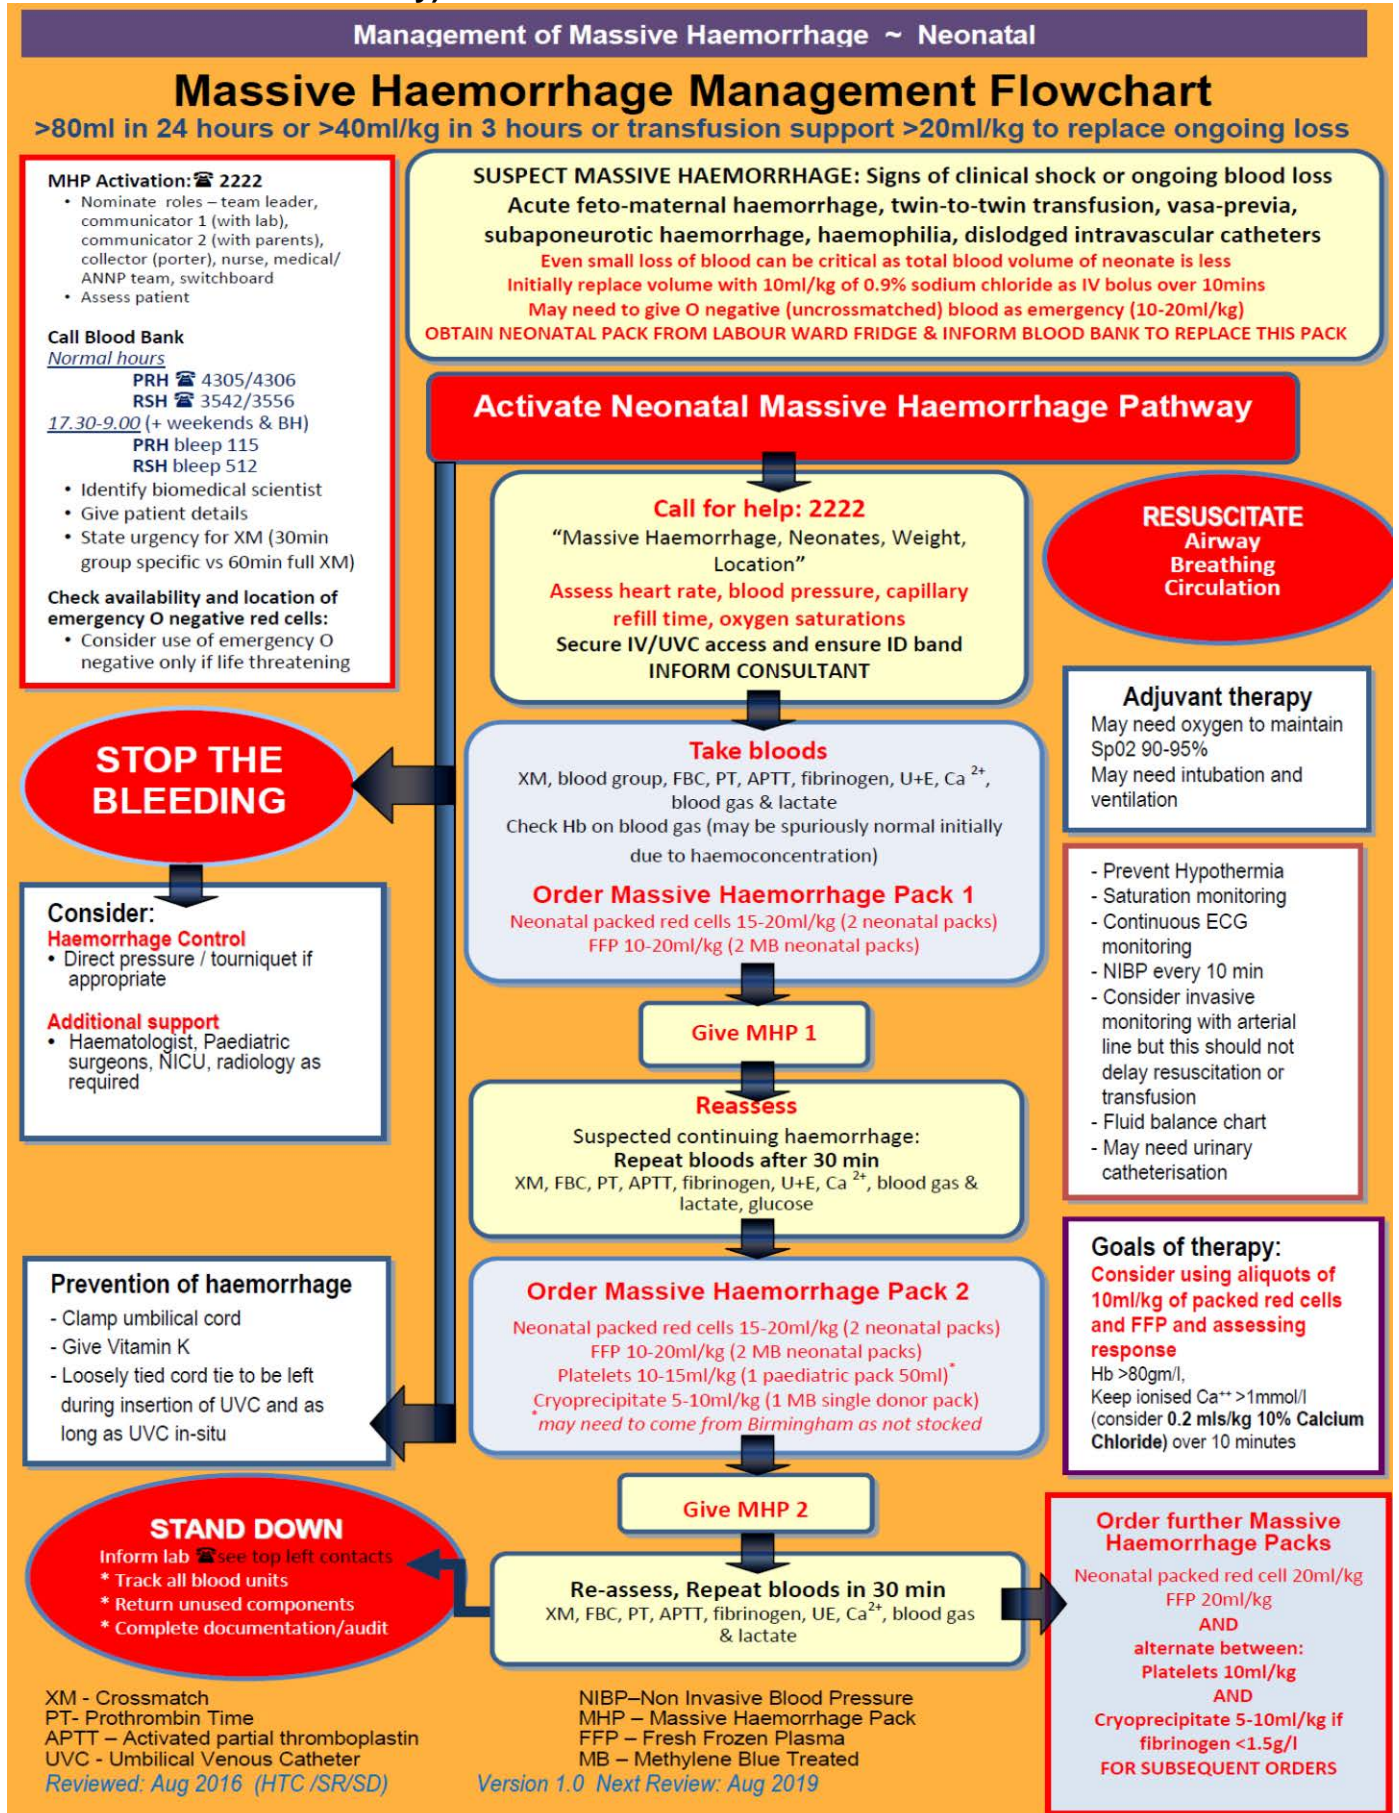 Management of Massive Haemorrhage ~ Neonatal
Massive Haemorrhage Management Flowchart
>80ml in 24 hours or >40ml/kg in 3 hours or transfusion support >20ml/kg to replace ongoing loss
MHP Activation:☎ 2222
• Nominate roles – team leader,
communicator 1 (with lab),
communicator 2 (with parents),
collector (porter), nurse, medical/
ANNP team, switchboard
• Assess patient
Call Blood Bank
Normal hours
PRH ☎ 4305/4306
RSH ☎ 3542/3556
17.30-9.00 (+ weekends & BH)
PRH bleep 115
RSH bleep 512
• Identify biomedical scientist
• Give patient details
• State urgency for XM (30min
group specific vs 60min full XM)
Check availability and location of
emergency O negative red cells:
• Consider use of emergency O
negative only if life threatening
SUSPECT MASSIVE HAEMORRHAGE: Signs of clinical shock or ongoing blood loss
Acute feto-maternal haemorrhage, twin-to-twin transfusion, vasa-previa,
subaponeurotic haemorrhage, haemophilia, dislodged intravascular catheters
Even small loss of blood can be critical as total blood volume of neonate is less
Initially replace volume with 10ml/kg of 0.9% sodium chloride as IV bolus over 10mins
May need to give O negative (uncrossmatched) blood as emergency (10-20ml/kg)
OBTAIN NEONATAL PACK FROM LABOUR WARD FRIDGE & INFORM BLOOD BANK TO REPLACE THIS PACK
Activate Neonatal Massive Haemorrhage Pathway
Call for help: 2222
“Massive Haemorrhage, Neonates, Weight,
Location”
Assess heart rate, blood pressure, capillary
refill time, oxygen saturations
Secure IV/UVC access and ensure ID band
INFORM CONSULTANT
RESUSCITATE
Airway
Breathing
Circulation
STOP THE
BLEEDING
Take bloods
XM, blood group, FBC, PT, APTT, fibrinogen, U+E, Ca 2+,
blood gas & lactate
Check Hb on blood gas (may be spuriously normal initially
due to haemoconcentration)
Order Massive Haemorrhage Pack 1
Neonatal packed red cells 15-20ml/kg (2 neonatal packs)
FFP 10-20ml/kg (2 MB neonatal packs)
Adjuvant therapy
May need oxygen to maintain
Sp02 90-95%
May need intubation and
ventilation
Consider:
Haemorrhage Control
• Direct pressure / tourniquet if
appropriate
Additional support
• Haematologist, Paediatric
surgeons, NICU, radiology as
required
- Prevent Hypothermia
- Saturation monitoring
- Continuous ECG
monitoring
- NIBP every 10 min
- Consider invasive
monitoring with arterial
line but this should not
delay resuscitation or
transfusion
- Fluid balance chart
- May need urinary
catheterisation
Give MHP 1
Reassess
Suspected continuing haemorrhage:
Repeat bloods after 30 min
XM, FBC, PT, APTT, fibrinogen, U+E, Ca 2+, blood gas &
lactate, glucose
Prevention of haemorrhage
- Clamp umbilical cord
- Give Vitamin K
- Loosely tied cord tie to be left
during insertion of UVC and as
long as UVC in-situ
Order Massive Haemorrhage Pack 2
Neonatal packed red cells 15-20ml/kg (2 neonatal packs)
FFP 10-20ml/kg (2 MB neonatal packs)
Platelets 10-15ml/kg (1 paediatric pack 50ml)*
Cryoprecipitate 5-10ml/kg (1 MB single donor pack)
*may need to come from Birmingham as not stocked
Goals of therapy:
Consider using aliquots of
10ml/kg of packed red cells
and FFP and assessing
response
Hb >80gm/l,
Keep ionised Ca++ >1mmol/l
(consider 0.2 mls/kg 10% Calcium
Chloride) over 10 minutes
Give MHP 2
STAND DOWN
Inform lab ☎see top left contacts
* Track all blood units
* Return unused components
* Complete documentation/audit
Re-assess, Repeat bloods in 30 min
XM, FBC, PT, APTT, fibrinogen, UE, Ca2+, blood gas
& lactate
Order further Massive
Haemorrhage Packs
Neonatal packed red cell 20ml/kg
FFP 20ml/kg
AND
alternate between:
Platelets 10ml/kg
AND
Cryoprecipitate 5-10ml/kg if
fibrinogen <1.5g/l
FOR SUBSEQUENT ORDERS
XM - Crossmatch
PT- Prothrombin Time
APTT – Activated partial thromboplastin
UVC - Umbilical Venous Catheter
Reviewed: Aug 2016 (HTC /SR/SD)
NIBP–Non Invasive Blood Pressure
MHP – Massive Haemorrhage Pack
FFP – Fresh Frozen Plasma
MB – Methylene Blue Treated
Version 1.0 Next Review: Aug 2019